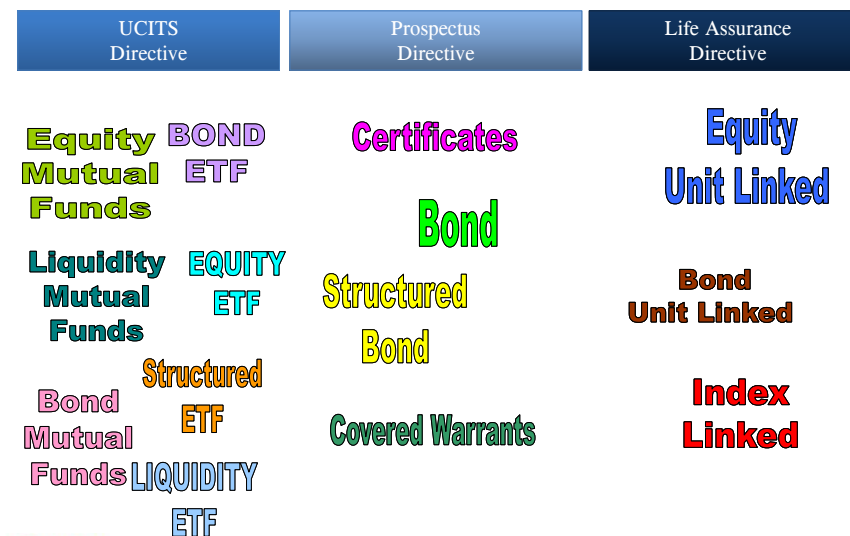 UCITS
Directive
Prospectus
Directive
Life Assurance
Directive
Equity
Mutual
Funds
BOND
ETF
Liquidity
Mutual
Funds
EQUITY
ETF
Structured
ETF
Bond
Mutual
Funds
LIQUIDITY
ETF
Certificates
Bond
Structured
Bond
Covered Warrants
Equity
Unit Linked
Bond
Unit Linked
Index
Linked